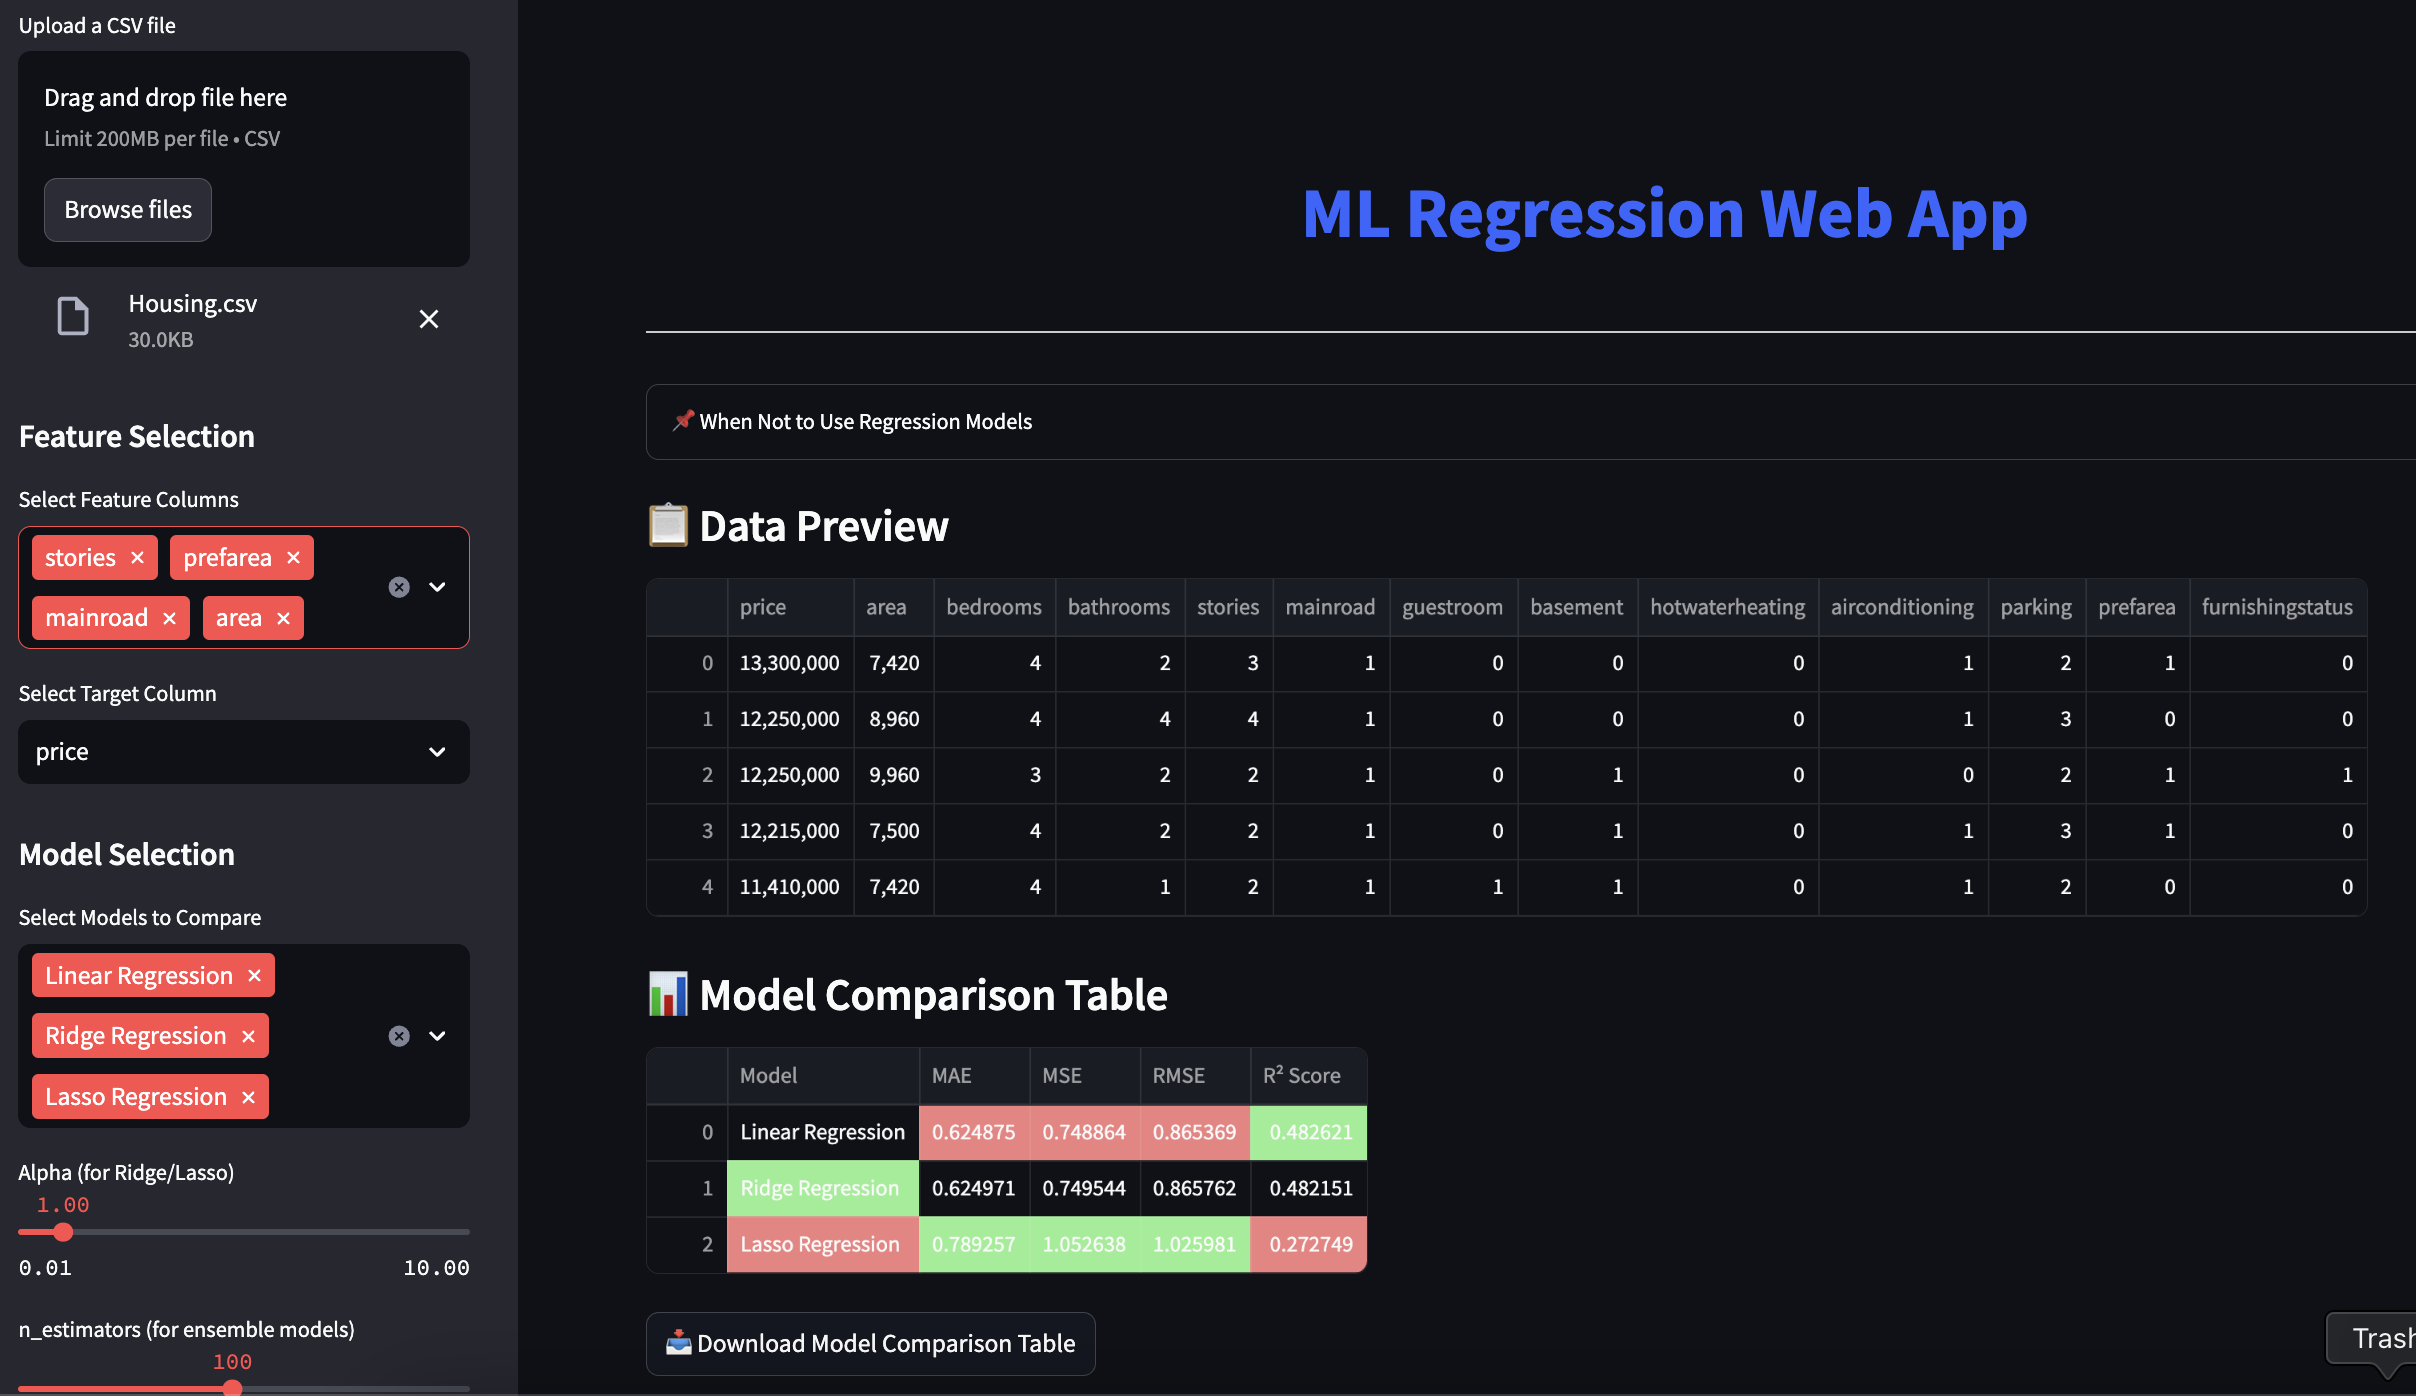 Upload a CSV file
Drag and drop file here
Limit 200MB per file • CSV
Browse files
Housing.csv
30.0KB
Feature Selection
Select Feature Columns
stories × prefarea ×
mainroad × area ×
Select Target Column
price
Model Selection
Select Models to Compare
Linear Regression ×
Ridge Regression ×
Lasso Regression ×
Alpha (for Ridge/Lasso)
1.00
0.01 10.00
n_estimators (for ensemble models)
100
ML Regression Web App
📌 When Not to Use Regression Models
📋 Data Preview
price area bedrooms bathrooms stories mainroad guestroom basement hotwaterheating airconditioning parking prefarea furnishingstatus
0 13,300,000 7,420 4 2 3 1 0 0 0 1 2 1 0
1 12,250,000 8,960 4 4 4 1 0 0 0 1 3 0 0
2 12,250,000 9,960 3 2 2 1 0 1 0 0 2 1 1
3 12,215,000 7,500 4 2 2 1 0 1 0 1 3 1 0
4 11,410,000 7,420 4 1 2 1 1 1 0 1 2 0 0
📊 Model Comparison Table
Model MAE MSE RMSE R² Score
0 Linear Regression 0.624875 0.748864 0.865369 0.482621
1 Ridge Regression 0.624971 0.749544 0.865762 0.482151
2 Lasso Regression 0.789257 1.052638 1.025981 0.272749
📥 Download Model Comparison Table
Trash